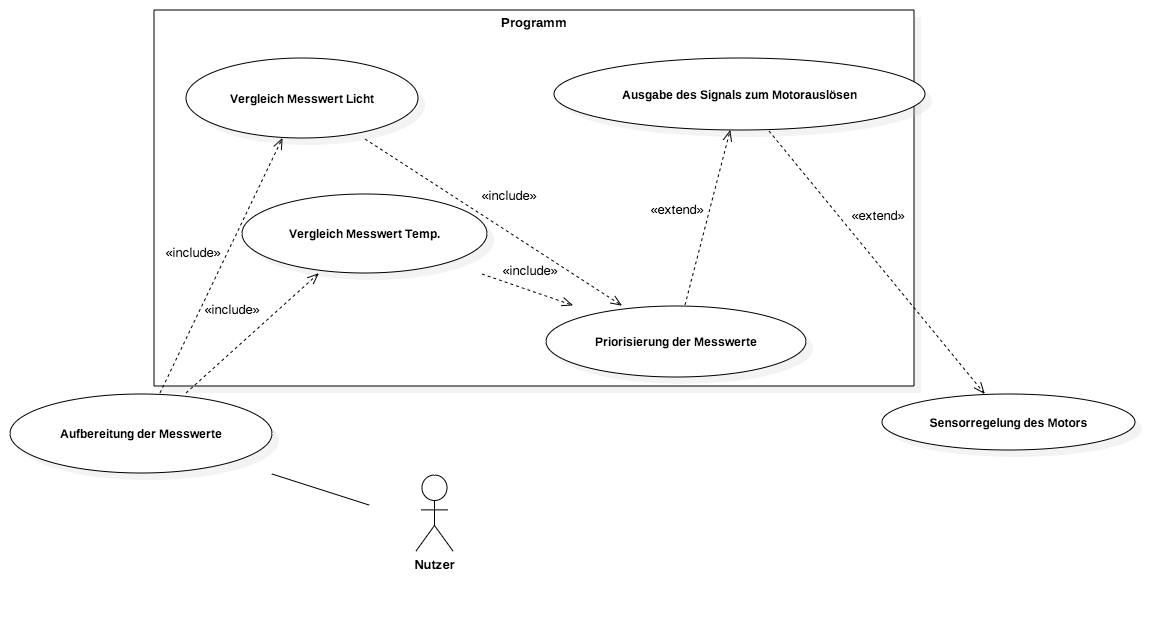 Programm
Vergleich Messwert Licht
Ausgabe des Signals zum Motorauslösen
«include»
«extend»
«extend»
Vergleich Messwert Temp.
«include»
«include»
«include»
Priorisierung der Messwerte
Aufbereitung der Messwerte
Sensorregelung des Motors
Nutzer